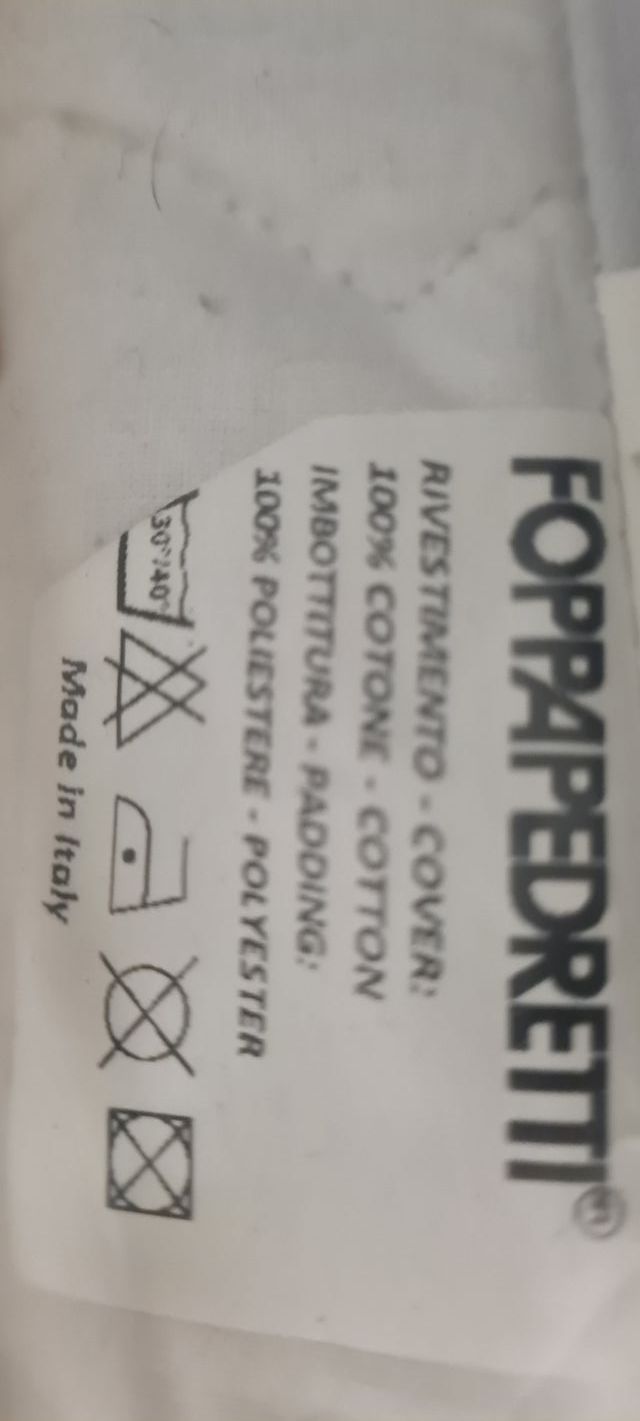 FOPPAPEDRETTI®
RIVESTIMENTO - COVER:
100% COTONE - COTTON
IMBOTTITURA - PADDING:
100% POLIESTERE - POLYESTER
30°/40°
Made in Italy